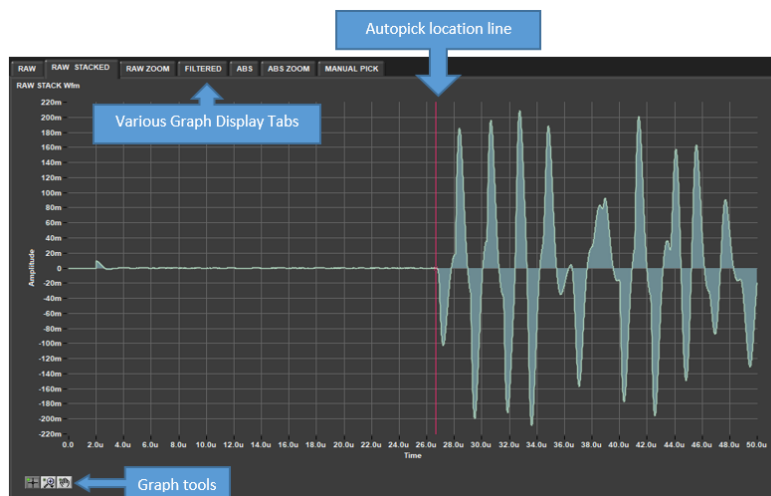 Autopick location line
RAW RAW STACKED RAW ZOOM FILTERED ABS ABS ZOOM MANUAL PICK
RAW STACK Wfm
Various Graph Display Tabs
Amplitude
220m
200m
180m
160m
140m
120m
100m
80m
60m
40m
20m
0
-20m
-40m
-60m
-80m
-100m
-120m
-140m
-160m
-180m
-200m
-220m
0.0 2.0u 4.0u 6.0u 8.0u 10.0u 12.0u 14.0u 16.0u 18.0u 20.0u 22.0u 24.0u 26.0u 28.0u 30.0u 32.0u 34.0u 36.0u 38.0u 40.0u 42.0u 44.0u 46.0u 48.0u 50.0u
Time
Graph tools